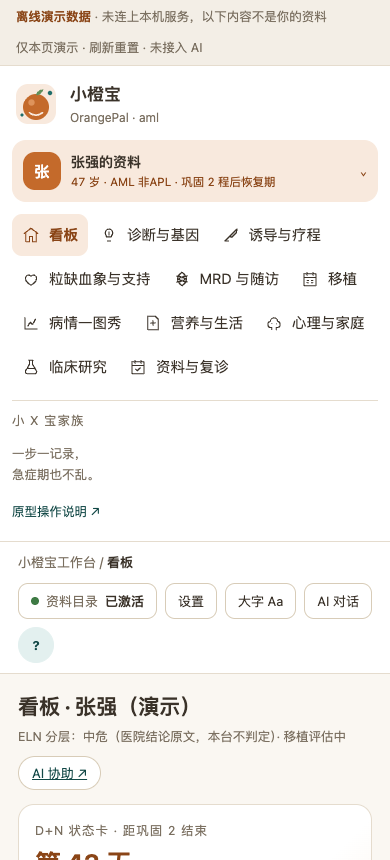 离线演示数据 · 未连上本机服务，以下内容不是你的资料
仅本页演示 · 刷新重置 · 未接入 AI
小橙宝
OrangePal · aml
张
张强的资料
47 岁 · AML 非APL · 巩固 2 程后恢复期
看板
诊断与基因
诱导与疗程
粒缺血象与支持
MRD 与随访
移植
病情一图秀
营养与生活
心理与家庭
临床研究
资料与复诊
小 X 宝家族
一步一记录，
急症期也不乱。
原型操作说明 ↗
小橙宝工作台 / 看板
资料目录 已激活
设置
大字 Aa
AI 对话
?
看板 · 张强（演示）
ELN 分层：中危（医院结论原文，本台不判定）· 移植评估中
AI 协助 ↗
D+N 状态卡 · 距巩固 2 结束